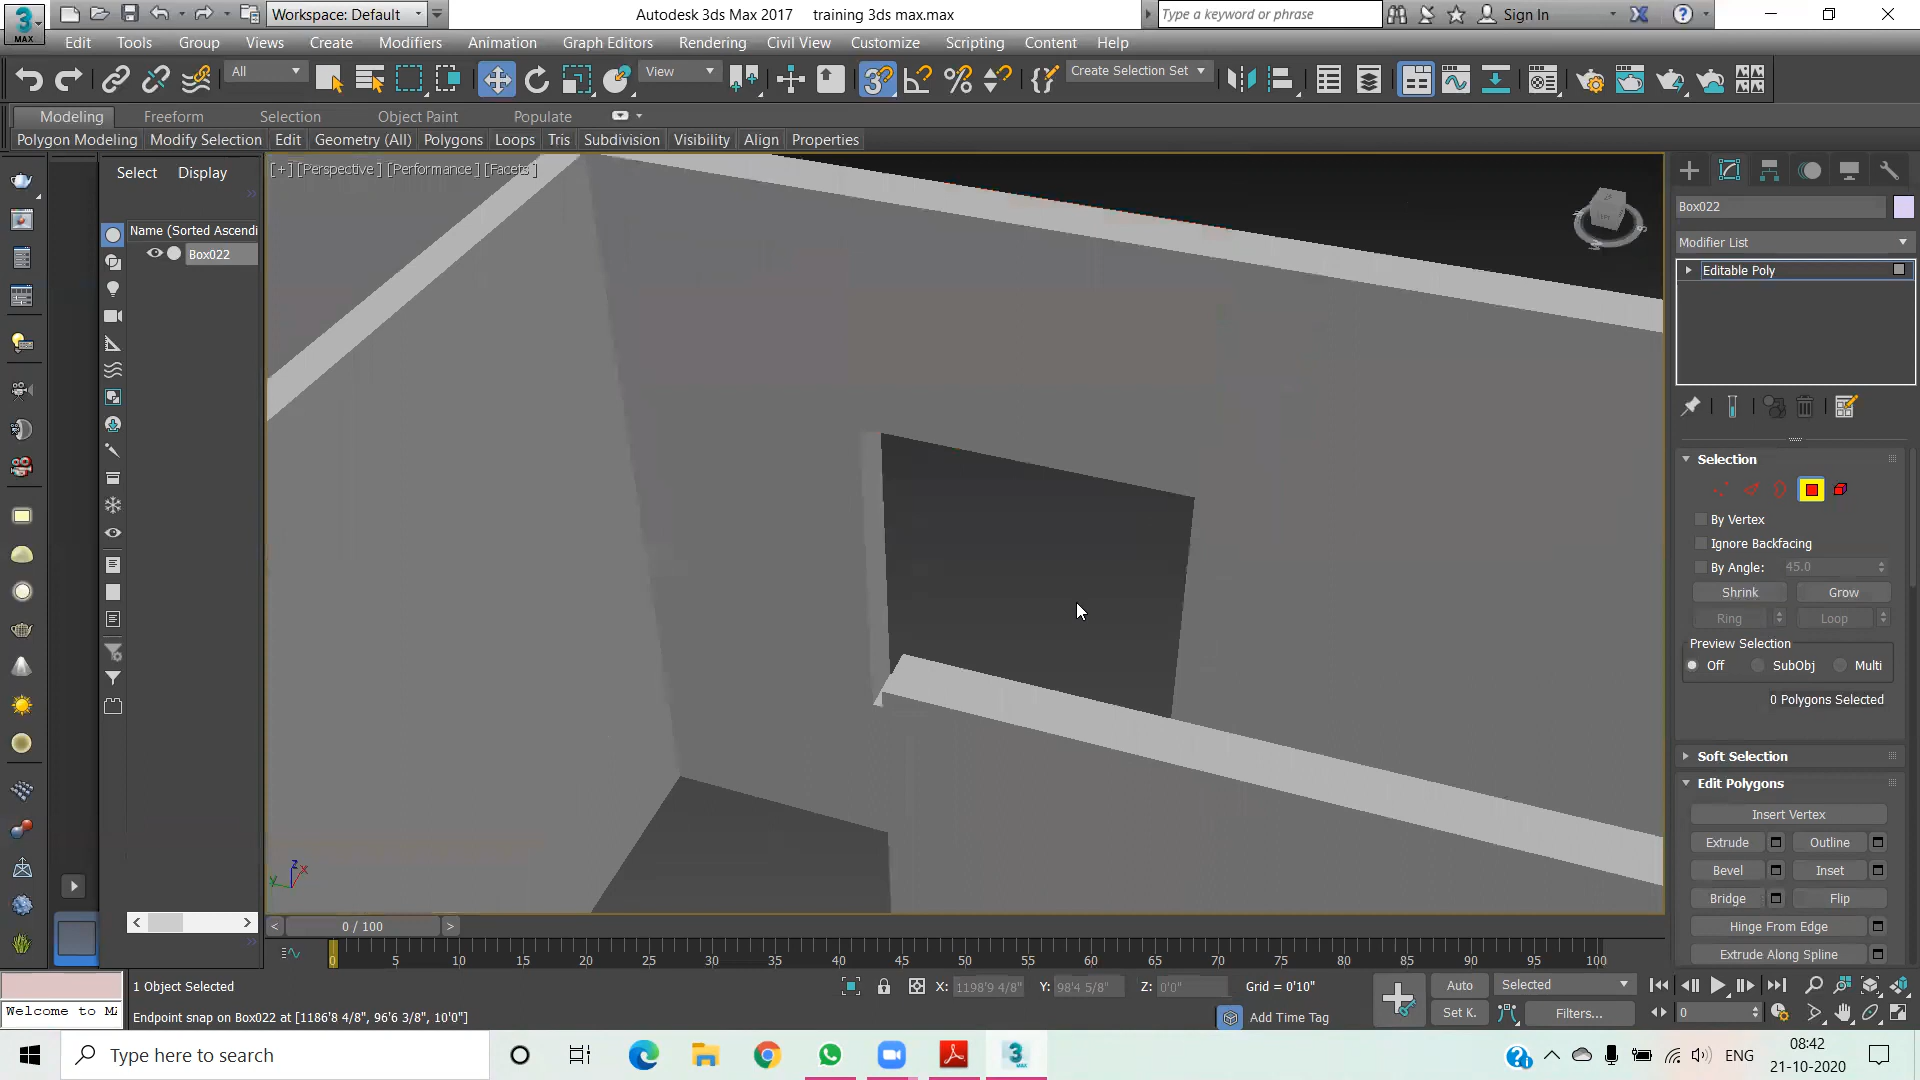 Workspace: Default
Autodesk 3ds Max 2017 training 3ds max.max
Type a keyword or phrase
Sign In
3
MAX
Edit Tools Group Views Create Modifiers Animation Graph Editors Rendering Civil View Customize Scripting Content Help
All
View
Create Selection Set
Modeling Freeform Selection Object Paint Populate
Polygon Modeling Modify Selection Edit Geometry (All) Polygons Loops Tris Subdivision Visibility Align Properties
Select Display
[+] [Perspective ] [Performance ] [Facets ]
Name (Sorted Ascendi
Box022
Box022
Modifier List
Editable Poly
Selection
By Vertex
Ignore Backfacing
By Angle: 45.0
Shrink Grow
Ring Loop
Preview Selection
Off SubObj Multi
0 Polygons Selected
Soft Selection
Edit Polygons
Insert Vertex
Extrude Outline
Bevel Inset
Bridge Flip
Hinge From Edge
Extrude Along Spline
z
x
y
< 0 / 100 >
0 5 10 15 20 25 30 35 40 45 50 55 60 65 70 75 80 85 90 95 100
1 Object Selected
X: 1198'9 4/8" Y: 98'4 5/8" Z: 0'0" Grid = 0'10"
Auto Selected
Welcome to MA
Endpoint snap on Box022 at [1186'8 4/8", 96'6 3/8", 10'0"]
Add Time Tag
Set K. Filters...
0
Type here to search
ENG
08:42
21-10-2020